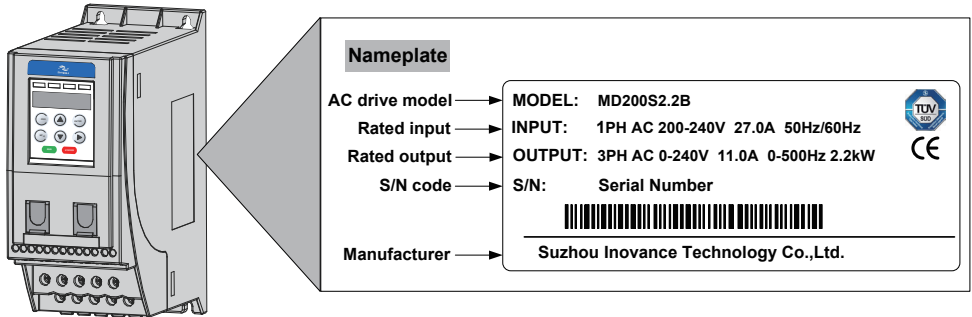 Nameplate
AC drive model
MODEL: MD200S2.2B
Rated input
INPUT: 1PH AC 200-240V 27.0A 50Hz/60Hz
Rated output
OUTPUT: 3PH AC 0-240V 11.0A 0-500Hz 2.2kW
S/N code
S/N: Serial Number
Manufacturer
Suzhou Inovance Technology Co.,Ltd.
TÜV
SÜD
CE